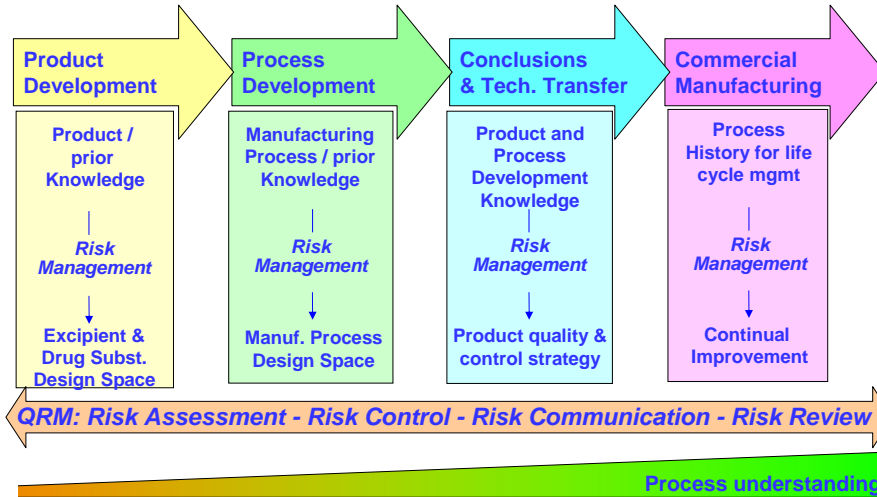 Product
Development
Process
Development
Conclusions
& Tech. Transfer
Commercial
Manufacturing
Product /
prior
Knowledge
Risk
Management
Excipient &
Drug Subst.
Design Space
Manufacturing
Process / prior
Knowledge
Risk
Management
Manuf. Process
Design Space
Product and
Process
Development
Knowledge
Risk
Management
Product quality &
control strategy
Process
History for life
cycle mgmt
Risk
Management
Continual
Improvement
QRM: Risk Assessment - Risk Control - Risk Communication - Risk Review
Process understanding